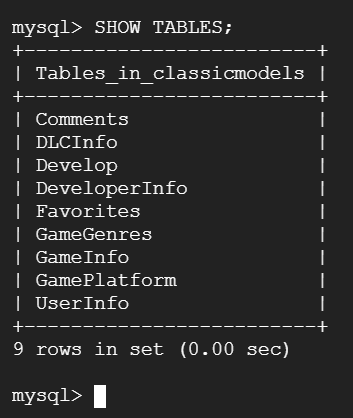 mysql> SHOW TABLES;
+-------------------------+
| Tables_in_classicmodels |
+-------------------------+
| Comments                |
| DLCInfo                 |
| Develop                 |
| DeveloperInfo           |
| Favorites               |
| GameGenres              |
| GameInfo                |
| GamePlatform            |
| UserInfo                |
+-------------------------+
9 rows in set (0.00 sec)
mysql>